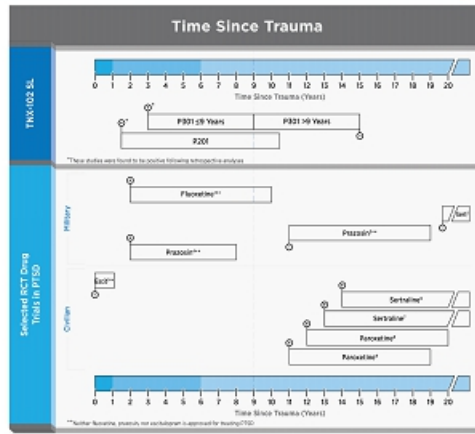 Time Since Trauma
TNX-102 SL
0 1 2 3 4 5 6 7 8 9 10 11 12 13 14 15 16 17 18 19 20
Time Since Trauma (Years)
P301 ≤9 Years
P301 >9 Years
P201
*These studies were found to be positive following retrospective analyses
Selected RCT Drug
Trials in PTSD
Military
Fluoxetine
Prazosin
Prazosin
Civilian
Sertraline
Sertraline
Paroxetine
Paroxetine
0 1 2 3 4 5 6 7 8 9 10 11 12 13 14 15 16 17 18 19 20
Time Since Trauma (Years)